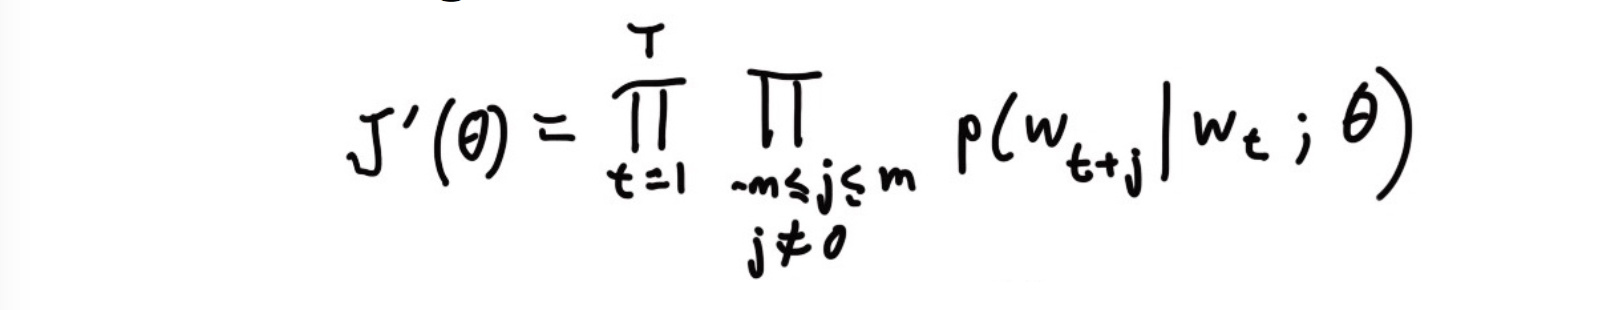 J'(θ) = ∏_{t=1}^{T} ∏_{-m≤j≤m, j≠0} p(w_{t+j} | w_t ; θ)